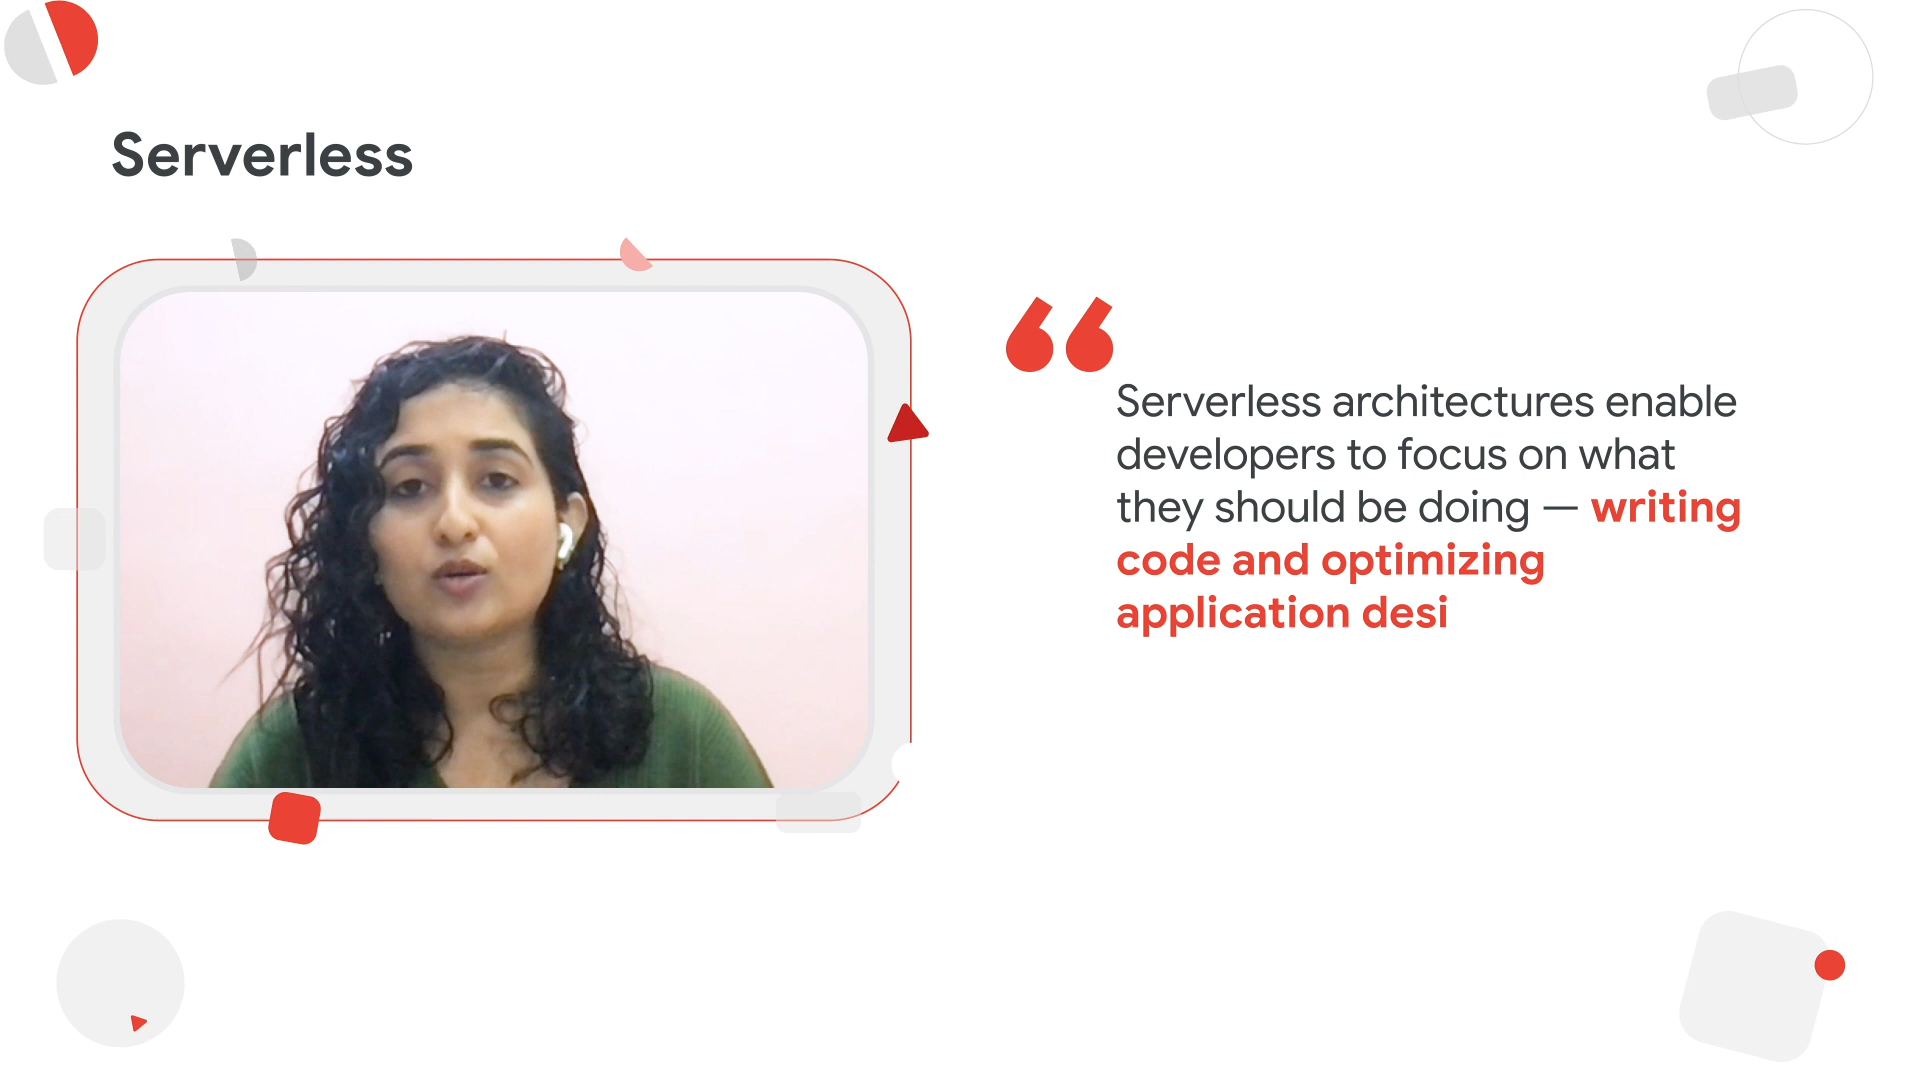 Serverless
Serverless architectures enable
developers to focus on what
they should be doing — writing
code and optimizing
application desi